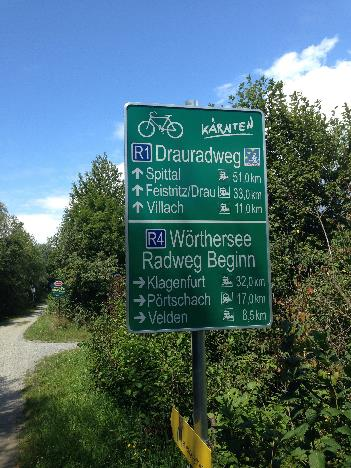 KÄRNTEN
R1 Drauradweg
Spittal 51,0 km
Feistritz/Drau 33,0 km
Villach 11,0 km
R4 Wörthersee
Radweg Beginn
Klagenfurt 32,0 km
Pörtschach 17,0 km
Velden 8,5 km